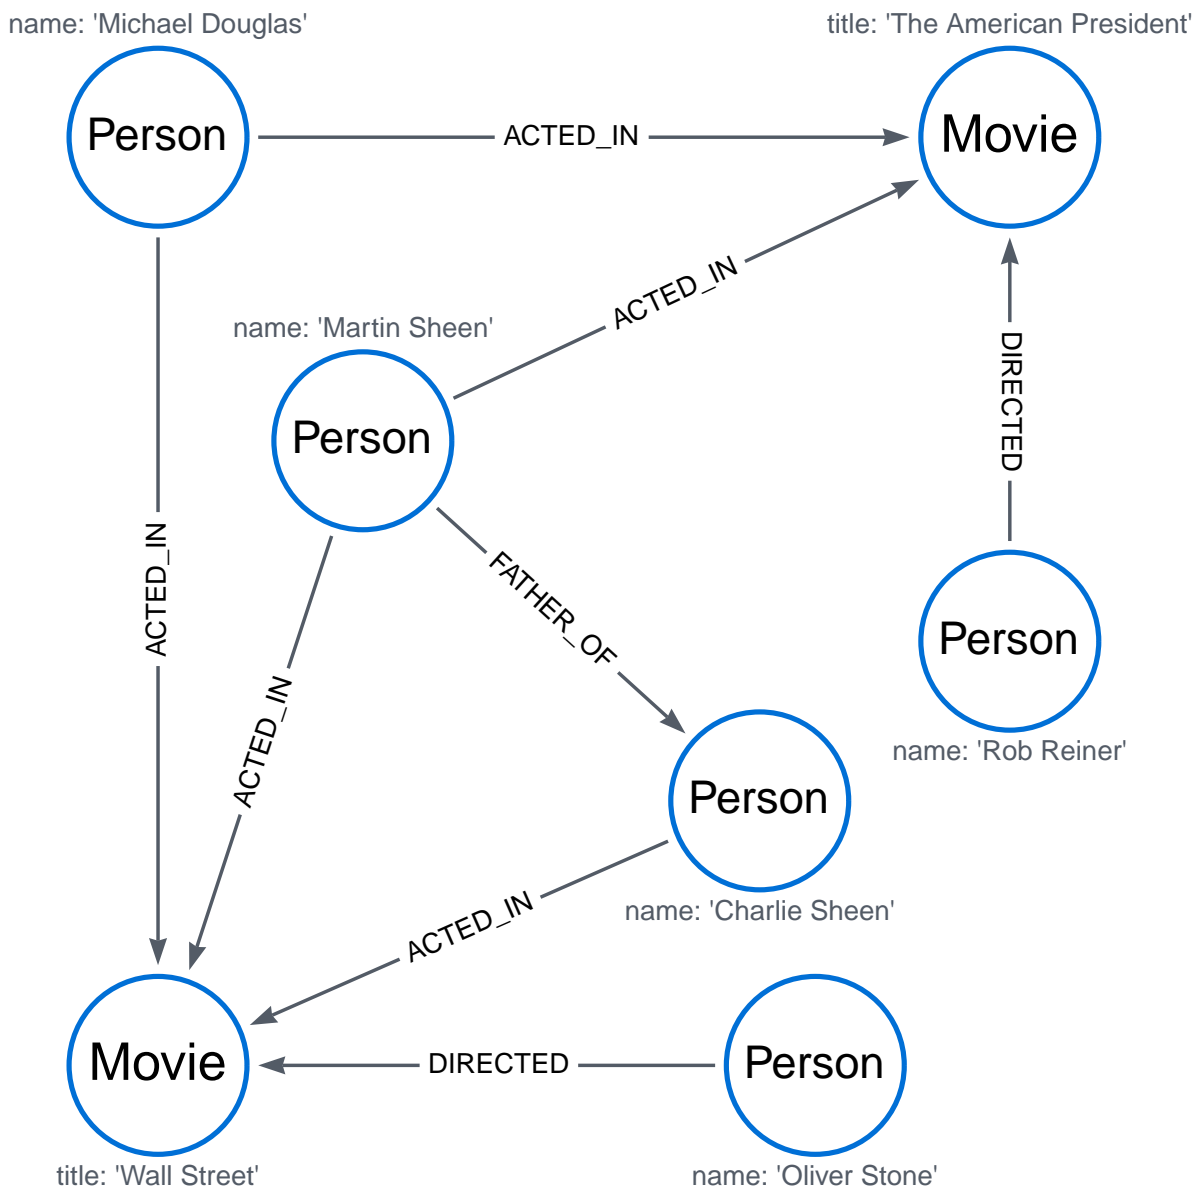 name: 'Michael Douglas'
title: 'The American President'
Person
ACTED_IN
Movie
ACTED_IN
name: 'Martin Sheen'
DIRECTED
Person
ACTED_IN
FATHER_OF
Person
ACTED_IN
name: 'Rob Reiner'
Person
name: 'Charlie Sheen'
ACTED_IN
Movie
DIRECTED
Person
title: 'Wall Street'
name: 'Oliver Stone'